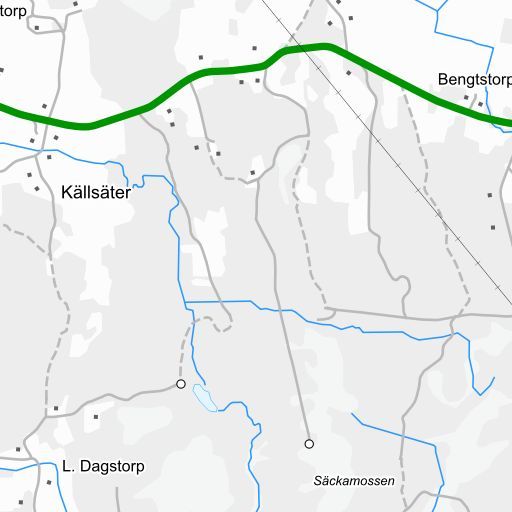 torp
Bengtstorp
Källsäter
L. Dagstorp
Säckamossen